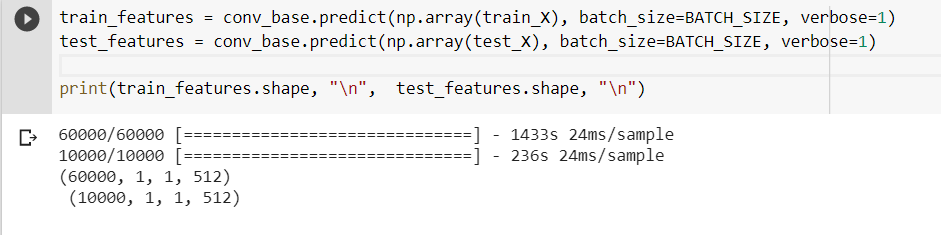 train_features = conv_base.predict(np.array(train_X), batch_size=BATCH_SIZE, verbose=1)
test_features = conv_base.predict(np.array(test_X), batch_size=BATCH_SIZE, verbose=1)
print(train_features.shape, "\n",  test_features.shape, "\n")
60000/60000 [==============================] - 1433s 24ms/sample
10000/10000 [==============================] - 236s 24ms/sample
(60000, 1, 1, 512)
 (10000, 1, 1, 512)